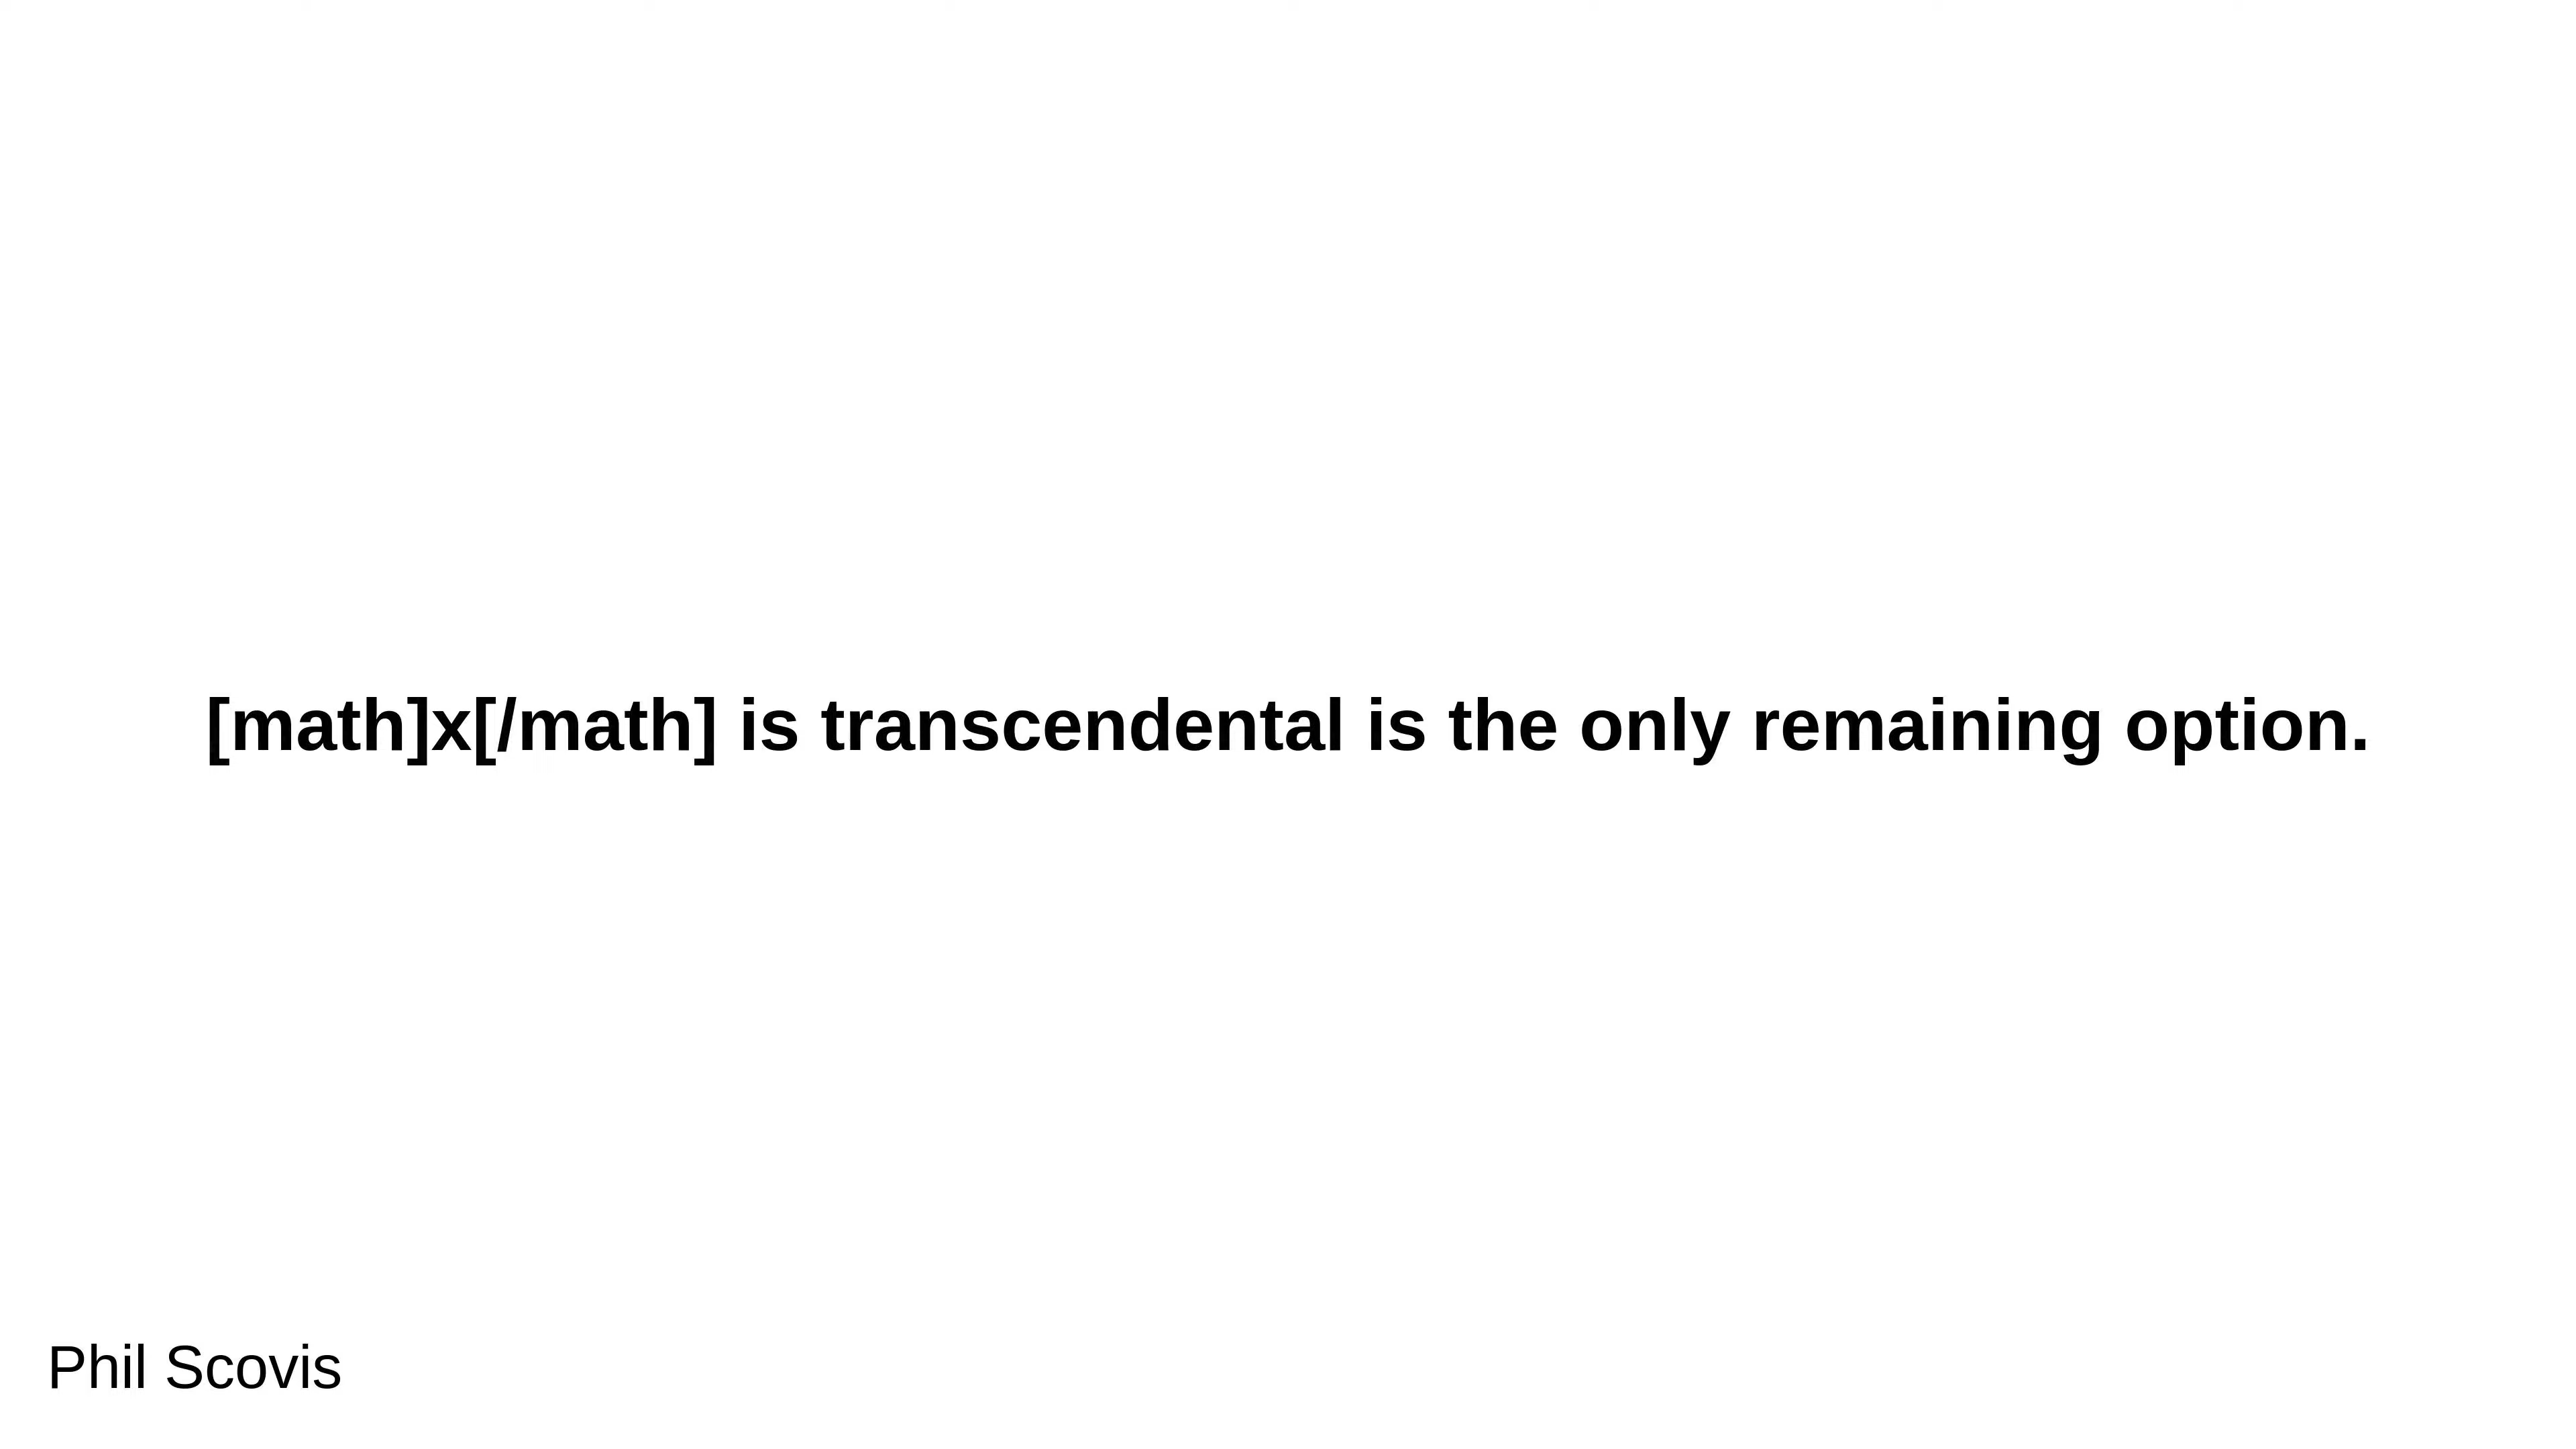 [math]x[/math] is transcendental is the only remaining option.
Phil Scovis